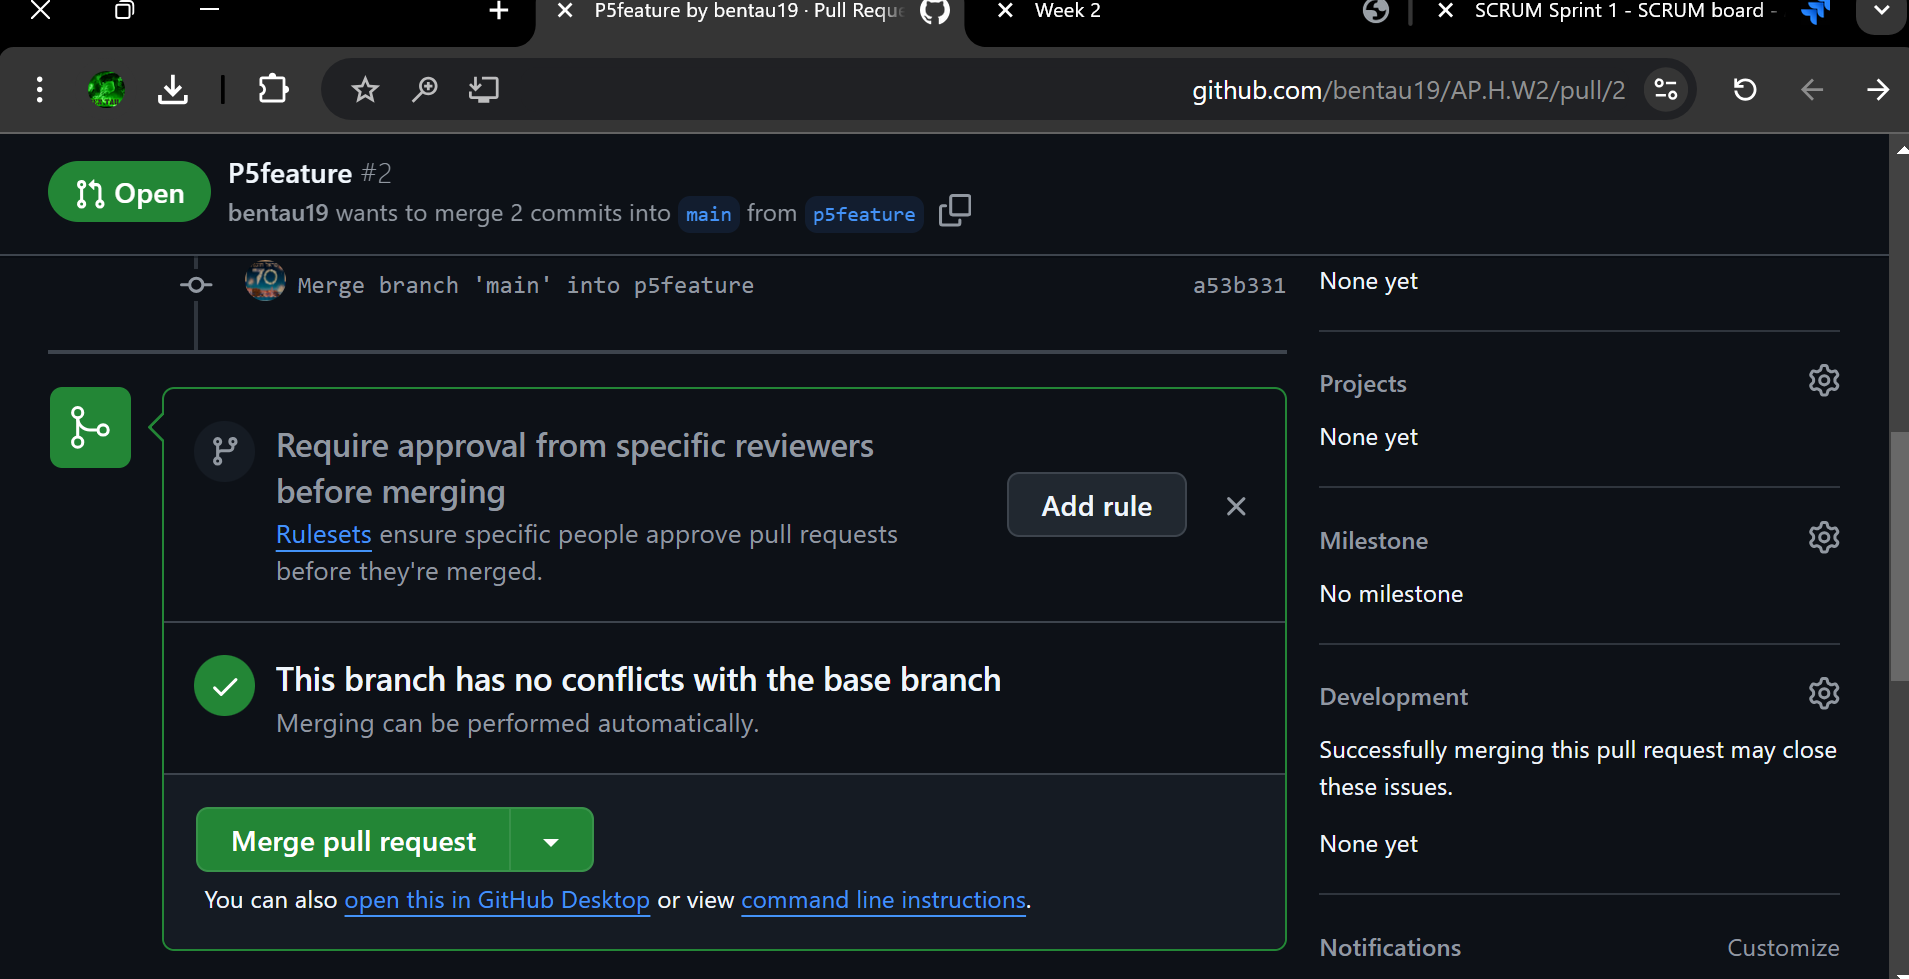 P5feature by bentau19 · Pull Reque
Week 2
SCRUM Sprint 1 - SCRUM board -
github.com/bentau19/AP.H.W2/pull/2
Open
P5feature #2
bentau19 wants to merge 2 commits into main from p5feature
Merge branch 'main' into p5feature
a53b331
Require approval from specific reviewers
before merging
Rulesets ensure specific people approve pull requests
before they're merged.
Add rule
This branch has no conflicts with the base branch
Merging can be performed automatically.
Merge pull request
You can also open this in GitHub Desktop or view command line instructions.
None yet
Projects
None yet
Milestone
No milestone
Development
Successfully merging this pull request may close
these issues.
None yet
Notifications
Customize